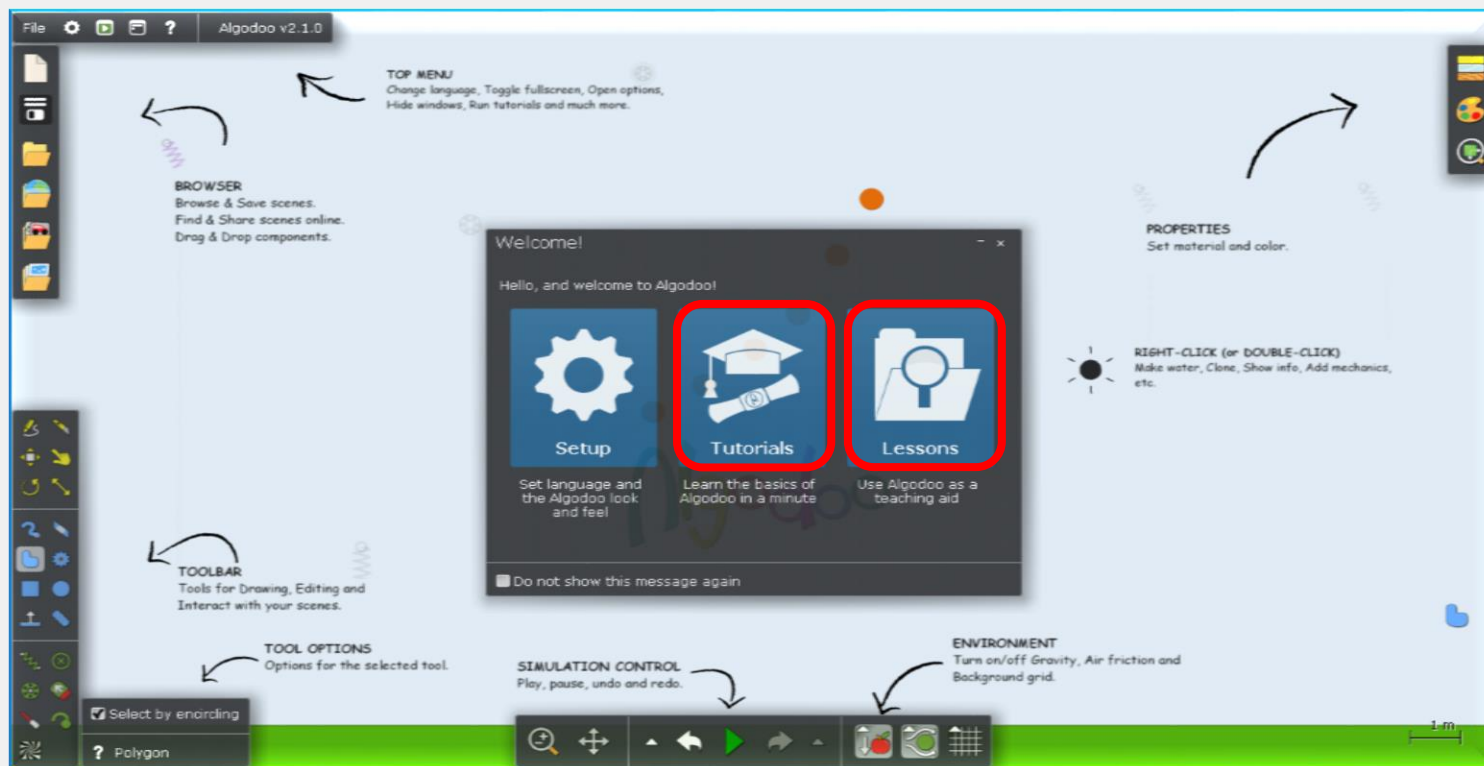 File ? Algodoo v2.1.0
TOP MENU
Change language, Toggle fullscreen, Open options,
Hide windows, Run tutorials and much more.
BROWSER
Browse & Save scenes.
Find & Share scenes online.
Drag & Drop components.
PROPERTIES
Set material and color.
Welcome!
Hello, and welcome to Algodoo!
Setup
Tutorials
Lessons
Set language and
the Algodoo look
and feel
Learn the basics of
Algodoo in a minute
Use Algodoo as a
teaching aid
Do not show this message again
RIGHT-CLICK (or DOUBLE-CLICK)
Make water, Clone, Show info, Add mechanics,
etc.
TOOLBAR
Tools for Drawing, Editing and
Interact with your scenes.
TOOL OPTIONS
Options for the selected tool.
SIMULATION CONTROL
Play, pause, undo and redo.
ENVIRONMENT
Turn on/off Gravity, Air friction and
Background grid.
Select by encircling
? Polygon
1 m